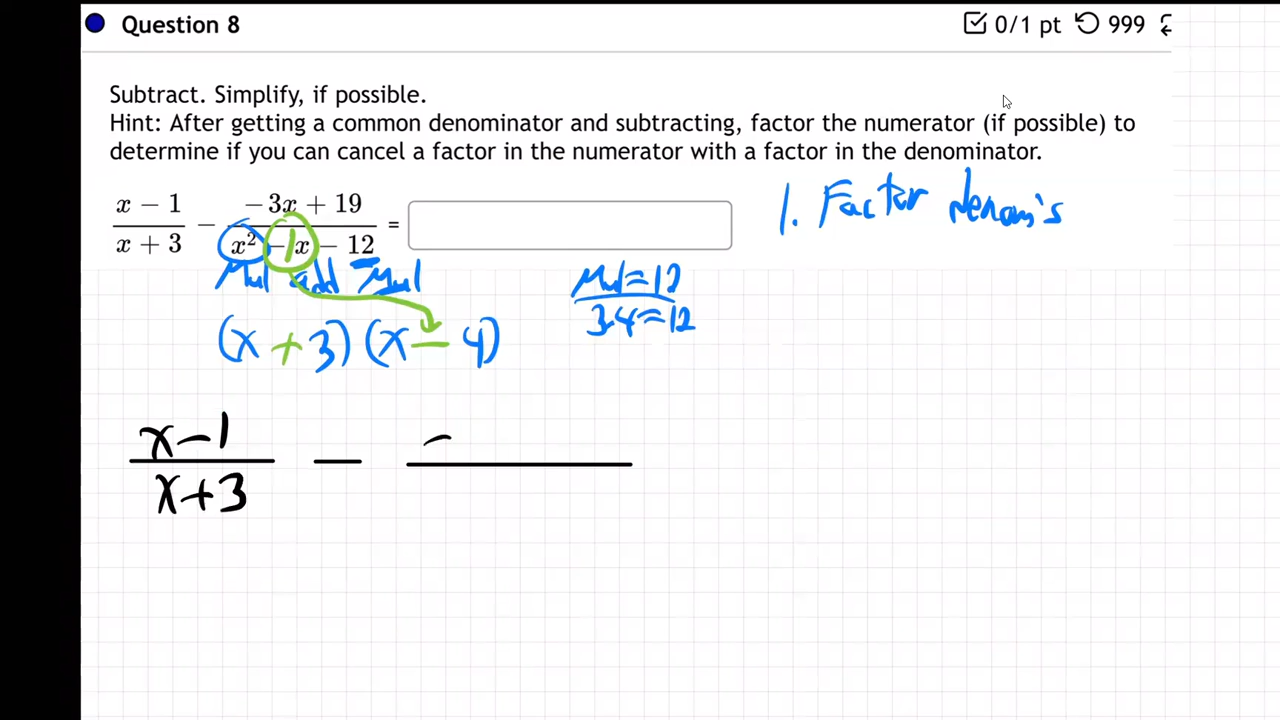 Question 8
0/1 pt 999
Subtract. Simplify, if possible.
Hint: After getting a common denominator and subtracting, factor the numerator (if possible) to
determine if you can cancel a factor in the numerator with a factor in the denominator.
1. Factor denom's
x − 1 −3x + 19
− =
x + 3 x² − 1x − 12
Mul add Mul
Mul = 12
3·4 = 12
(x + 3)(x − 4)
x − 1 −
—
x + 3